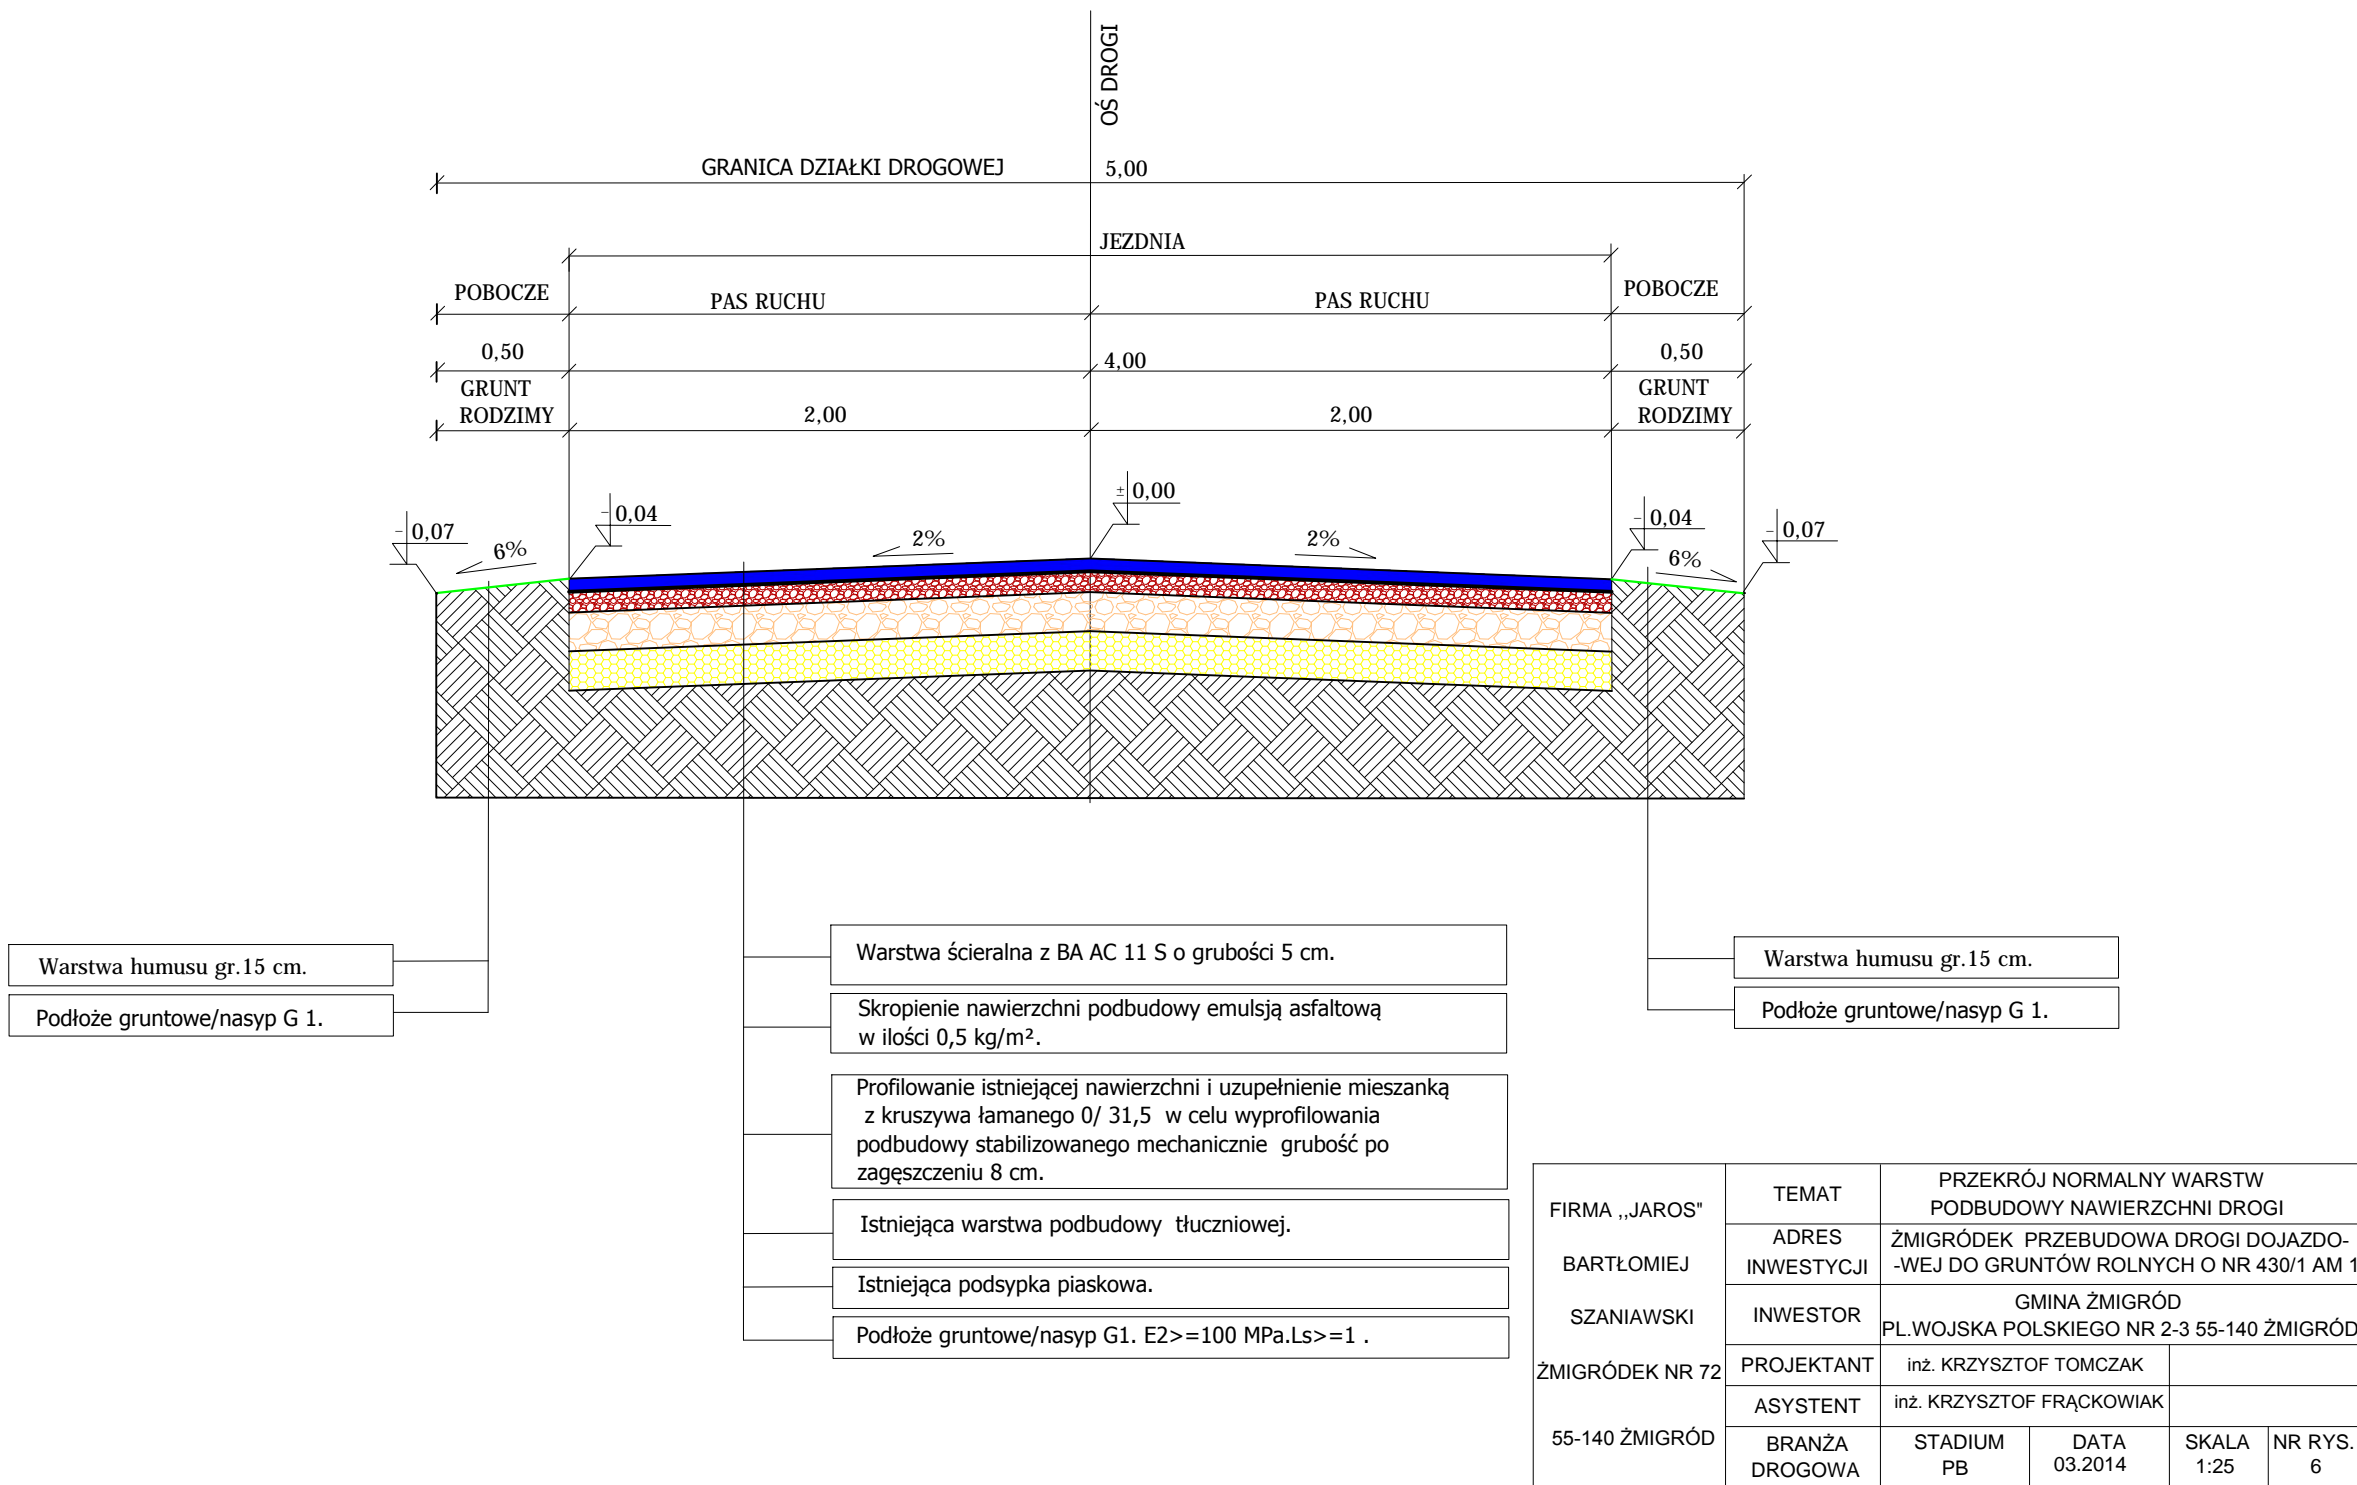 OŚ DROGI
GRANICA DZIAŁKI DROGOWEJ 5,00
JEZDNIA
POBOCZE PAS RUCHU PAS RUCHU POBOCZE
0,50 4,00 0,50
GRUNT
RODZIMY
2,00 2,00
GRUNT
RODZIMY
- 0,07
6%
- 0,04
2%
± 0,00
2%
- 0,04
6%
- 0,07
Warstwa humusu gr.15 cm.
Podłoże gruntowe/nasyp G 1.
Warstwa ścieralna z BA AC 11 S o grubości 5 cm.
Skropienie nawierzchni podbudowy emulsją asfaltową
w ilości 0,5 kg/m².
Profilowanie istniejącej nawierzchni i uzupełnienie mieszanką
z kruszywa łamanego 0/ 31,5 w celu wyprofilowania
podbudowy stabilizowanego mechanicznie grubość po
zagęszczeniu 8 cm.
Istniejąca warstwa podbudowy tłuczniowej.
Istniejąca podsypka piaskowa.
Podłoże gruntowe/nasyp G1. E2>=100 MPa.Ls>=1 .
Warstwa humusu gr.15 cm.
Podłoże gruntowe/nasyp G 1.
FIRMA ,,JAROS"
BARTŁOMIEJ
SZANIAWSKI
ŻMIGRÓDEK NR 72
55-140 ŻMIGRÓD
TEMAT
PRZEKRÓJ NORMALNY WARSTW
PODBUDOWY NAWIERZCHNI DROGI
ADRES
INWESTYCJI
ŻMIGRÓDEK PRZEBUDOWA DROGI DOJAZDO-
-WEJ DO GRUNTÓW ROLNYCH O NR 430/1 AM 1
INWESTOR
GMINA ŻMIGRÓD
PL.WOJSKA POLSKIEGO NR 2-3 55-140 ŻMIGRÓD
PROJEKTANT inż. KRZYSZTOF TOMCZAK
ASYSTENT inż. KRZYSZTOF FRĄCKOWIAK
BRANŻA
DROGOWA
STADIUM
PB
DATA
03.2014
SKALA
1:25
NR RYS.
6